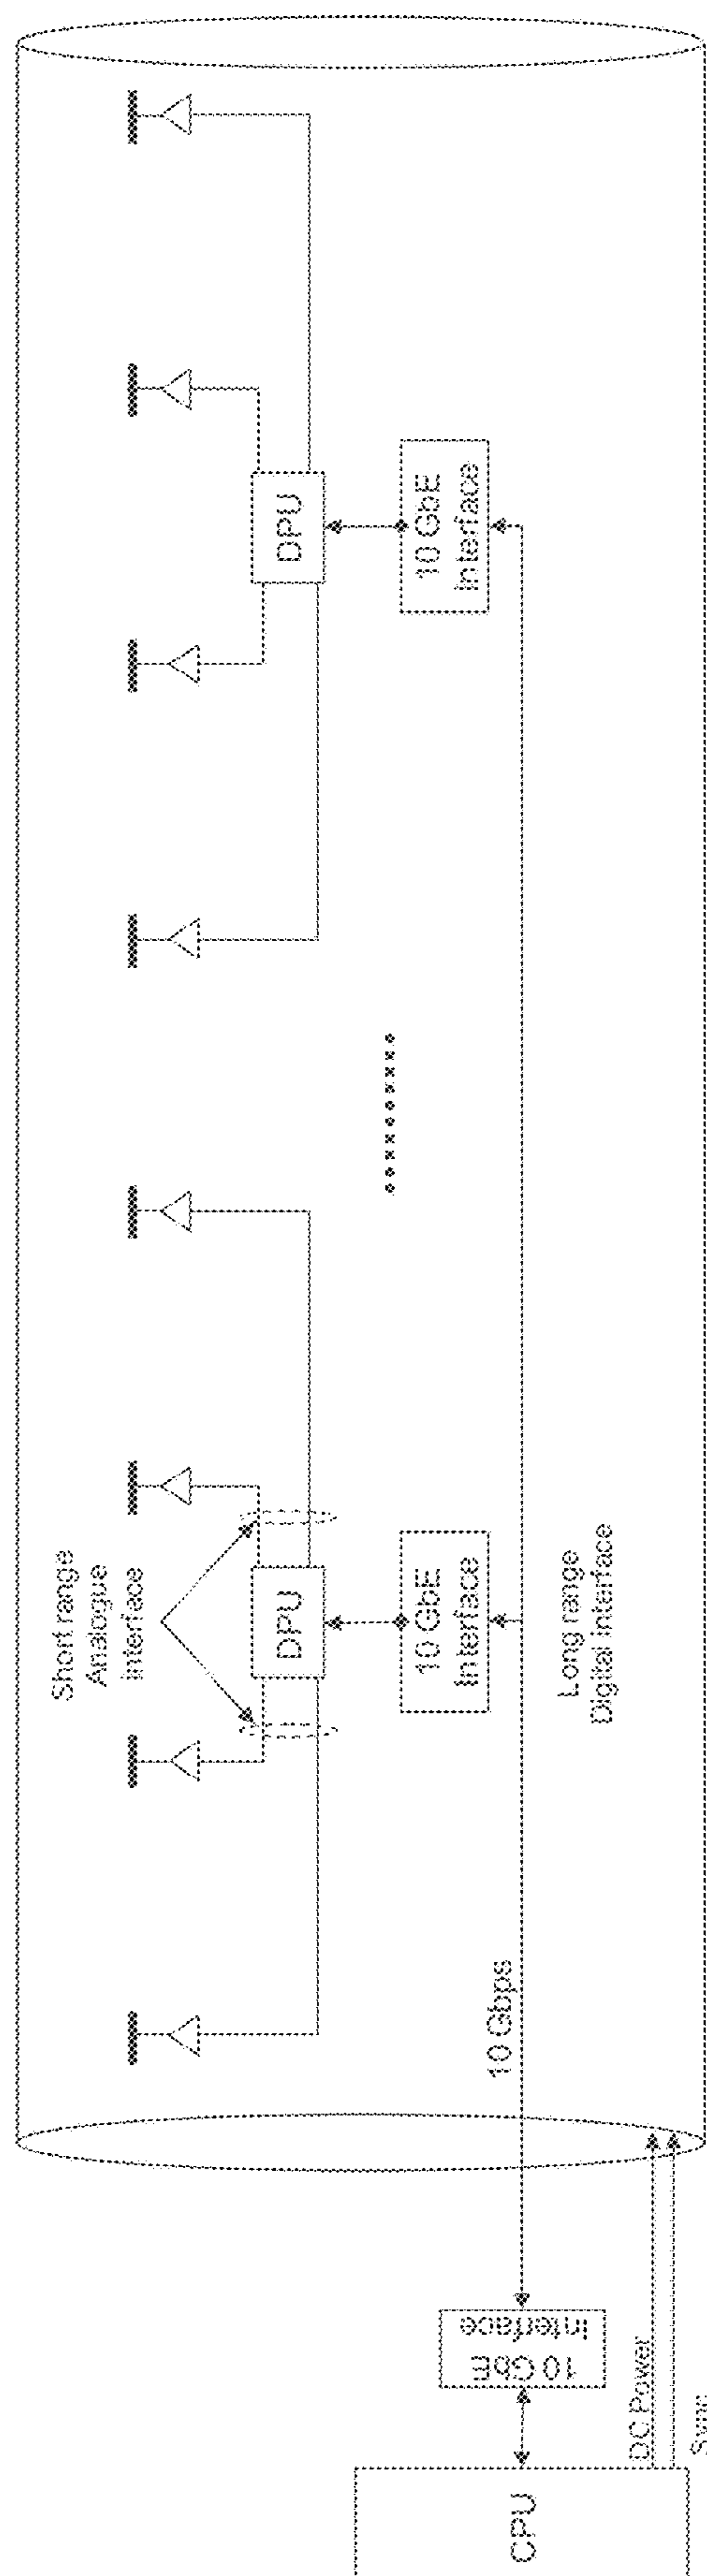 CPU
10 GbE
Interface
DC Power
Sync
10 Gbps
Short range
Analogue
interface
DPU
10 GbE
Interface
Long range
Digital interface
DPU
10 GbE
Interface